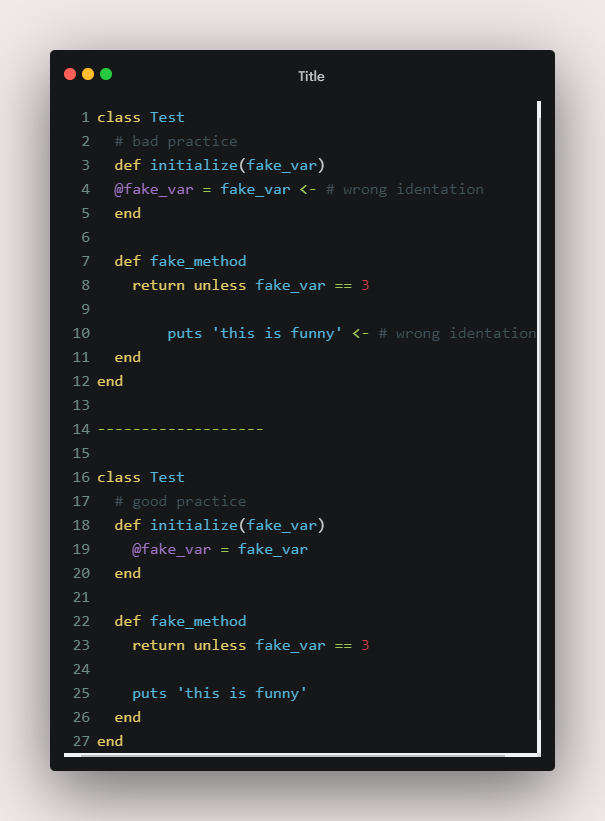 Title
1 class Test
2   # bad practice
3   def initialize(fake_var)
4   @fake_var = fake_var <- # wrong identation
5   end
6
7   def fake_method
8     return unless fake_var == 3
9
10         puts 'this is funny' <- # wrong identation
11   end
12 end
13
14 -------------------
15
16 class Test
17   # good practice
18   def initialize(fake_var)
19     @fake_var = fake_var
20   end
21
22   def fake_method
23     return unless fake_var == 3
24
25     puts 'this is funny'
26   end
27 end